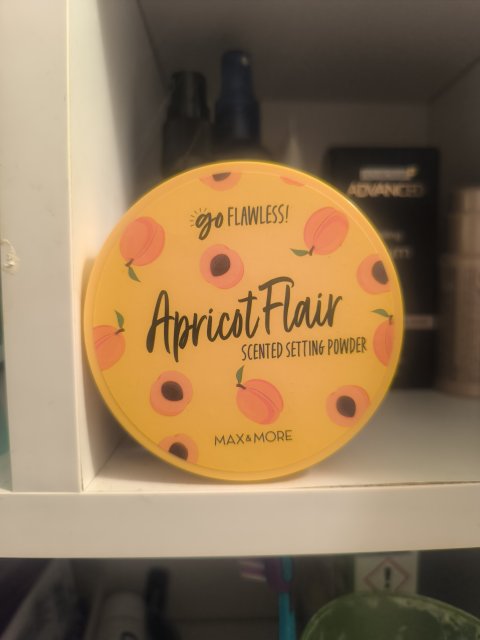 go FLAWLESS!
Apricot Flair
SCENTED SETTING POWDER
MAX & MORE
ADVANCED